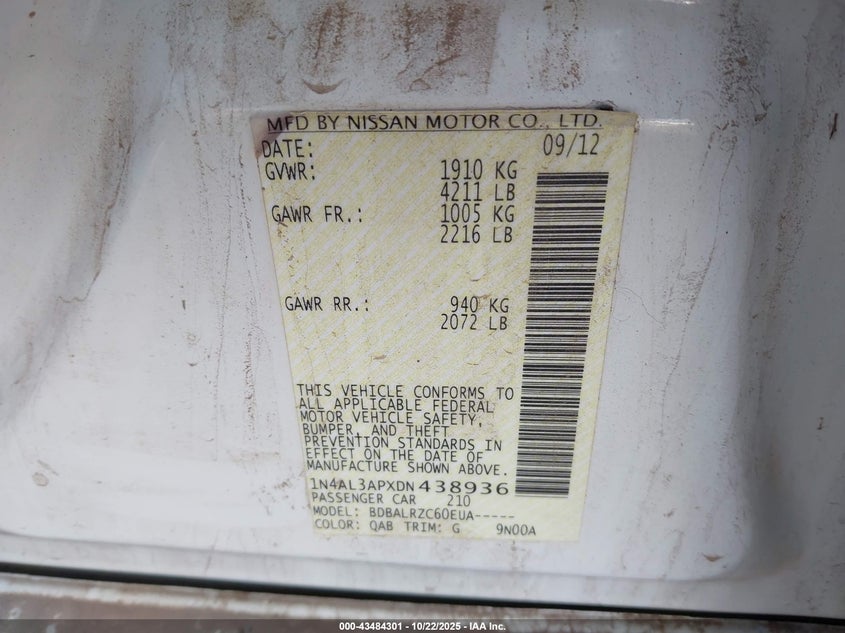 MFD BY NISSAN MOTOR CO., LTD.
DATE: 09/12
GVWR: 1910 KG
4211 LB
GAWR FR.: 1005 KG
2216 LB
GAWR RR.: 940 KG
2072 LB
THIS VEHICLE CONFORMS TO
ALL APPLICABLE FEDERAL
MOTOR VEHICLE SAFETY,
BUMPER, AND THEFT
PREVENTION STANDARDS IN
EFFECT ON THE DATE OF
MANUFACTURE SHOWN ABOVE.
1N4AL3APXDN438936
PASSENGER CAR 210
MODEL: BDBALRZC60EUA-----
COLOR: QAB TRIM: G 9N00A
000-43484301 - 10/22/2025 - IAA Inc.